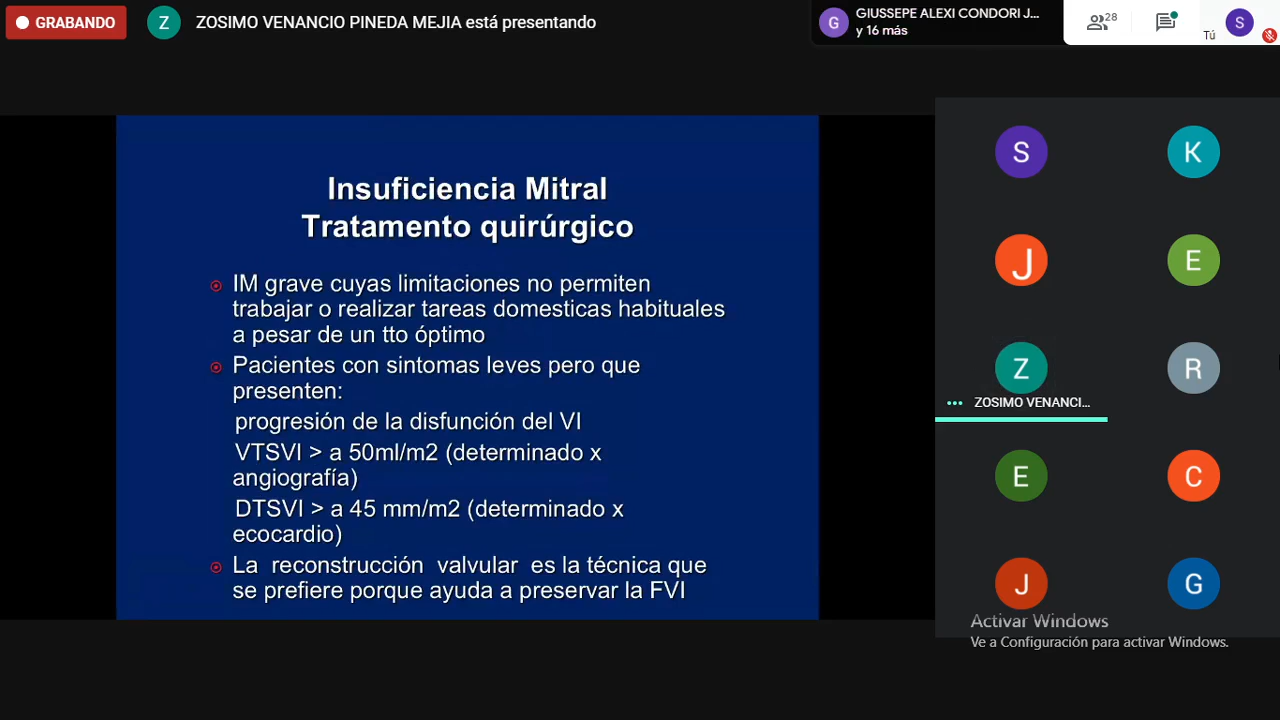 GRABANDO
Z
ZOSIMO VENANCIO PINEDA MEJIA está presentando
G
GIUSSEPE ALEXI CONDORI J...
y 16 más
28
Tú
S
Insuficiencia Mitral
Tratamento quirúrgico
IM grave cuyas limitaciones no permiten
trabajar o realizar tareas domesticas habituales
a pesar de un tto óptimo
Pacientes con sintomas leves pero que
presenten:
progresión de la disfunción del VI
VTSVI > a 50ml/m2 (determinado x
angiografía)
DTSVI > a 45 mm/m2 (determinado x
ecocardio)
La reconstrucción valvular es la técnica que
se prefiere porque ayuda a preservar la FVI
S
K
J
E
Z
R
ZOSIMO VENANCI...
E
C
J
G
Activar Windows
Ve a Configuración para activar Windows.